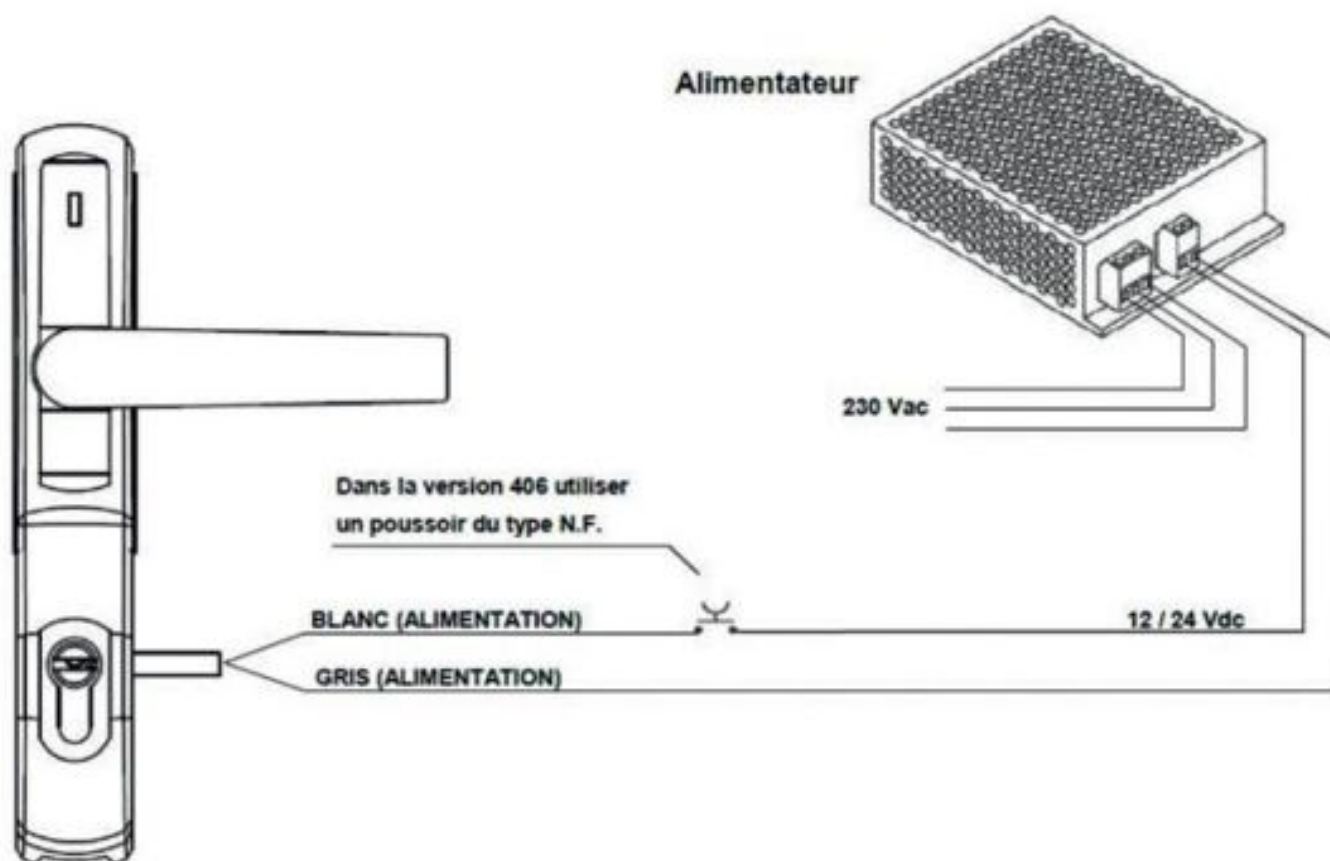 Alimentateur
230 Vac
Dans la version 406 utiliser
un poussoir du type N.F.
BLANC (ALIMENTATION)
12 / 24 Vdc
GRIS (ALIMENTATION)